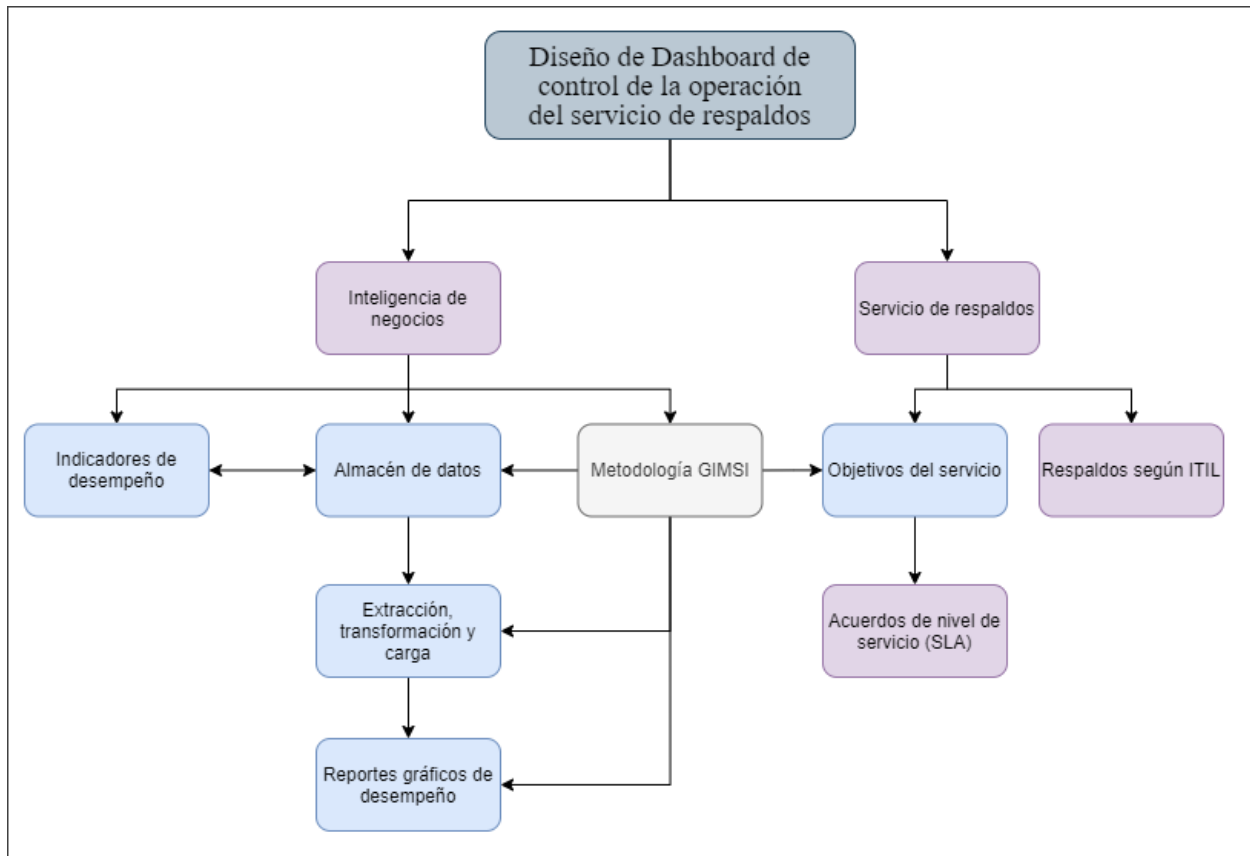 Diseño de Dashboard de
control de la operación
del servicio de respaldos
Inteligencia de
negocios
Servicio de respaldos
Indicadores de
desempeño
Almacén de datos
Metodología GIMSI
Objetivos del servicio
Respaldos según ITIL
Extracción,
transformación y
carga
Acuerdos de nivel de
servicio (SLA)
Reportes gráficos de
desempeño